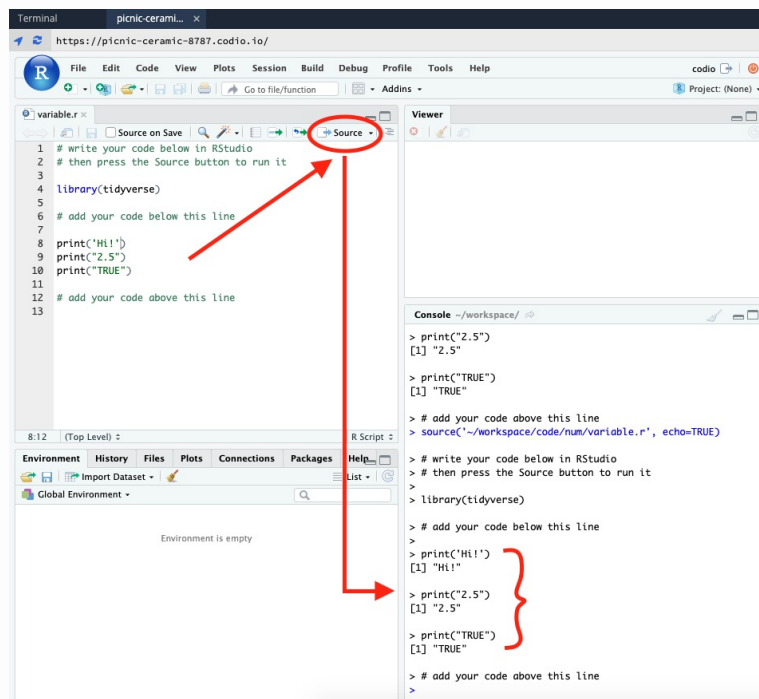 Terminal picnic-cerami... ×
https://picnic-ceramic-8787.codio.io/
R File Edit Code View Plots Session Build Debug Profile Tools Help codio
Go to file/function Addins Project: (None)
variable.r ×
Source on Save Source
1 # write your code below in RStudio
2 # then press the Source button to run it
3
4 library(tidyverse)
5
6 # add your code below this line
7
8 print('Hi!')
9 print("2.5")
10 print("TRUE")
11
12 # add your code above this line
13
8:12 (Top Level) R Script
Environment History Files Plots Connections Packages Help
Import Dataset List
Global Environment
Environment is empty
Viewer
Console ~/workspace/
> print("2.5")
[1] "2.5"
> print("TRUE")
[1] "TRUE"
> # add your code above this line
> source('~/workspace/code/num/variable.r', echo=TRUE)
> # write your code below in RStudio
> # then press the Source button to run it
>
> library(tidyverse)
> # add your code below this line
>
> print('Hi!')
[1] "Hi!"
> print("2.5")
[1] "2.5"
> print("TRUE")
[1] "TRUE"
> # add your code above this line
>